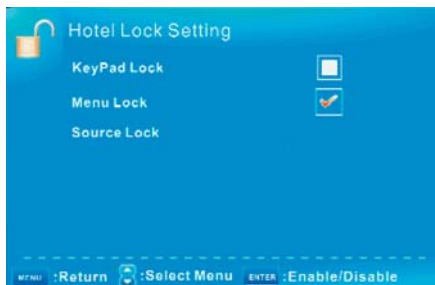 Hotel Lock Setting
KeyPad Lock
Menu Lock
Source Lock
MENU :Return :Select Menu ENTER :Enable/Disable